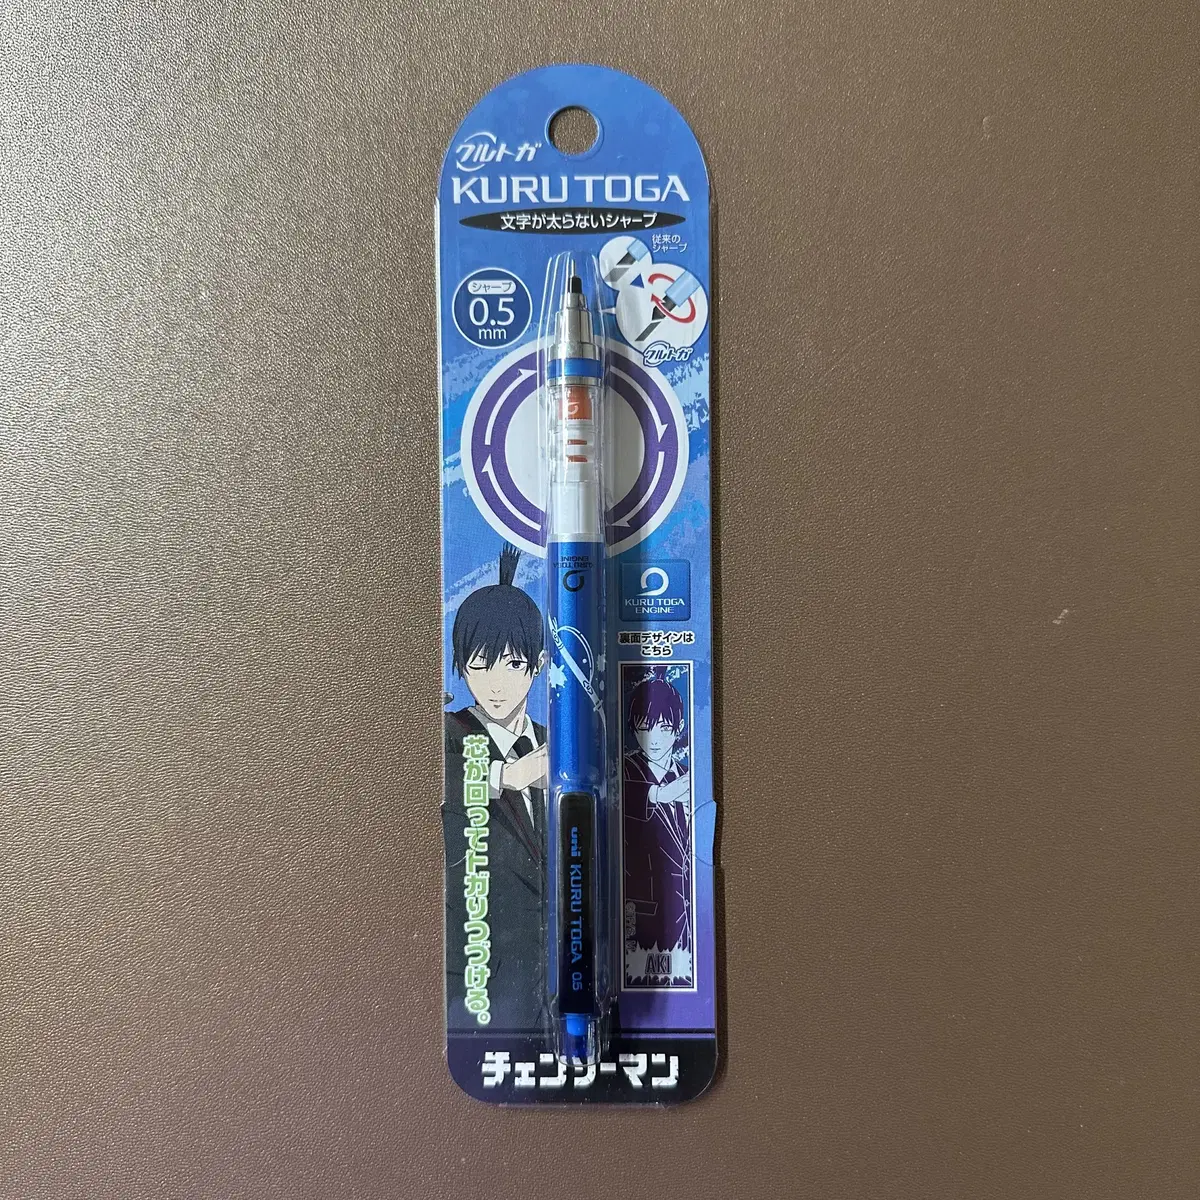 クルトガ
KURU TOGA
文字が太らないシャープ
従来の
シャープ
シャープ
0.5
mm
クルトガ
KURU TOGA
ENGINE
KURU TOGA
ENGINE
裏面デザインは
こちら
芯が回ってトガりつづける。
uni KURU TOGA 0.5
AKI
チェンソーマン